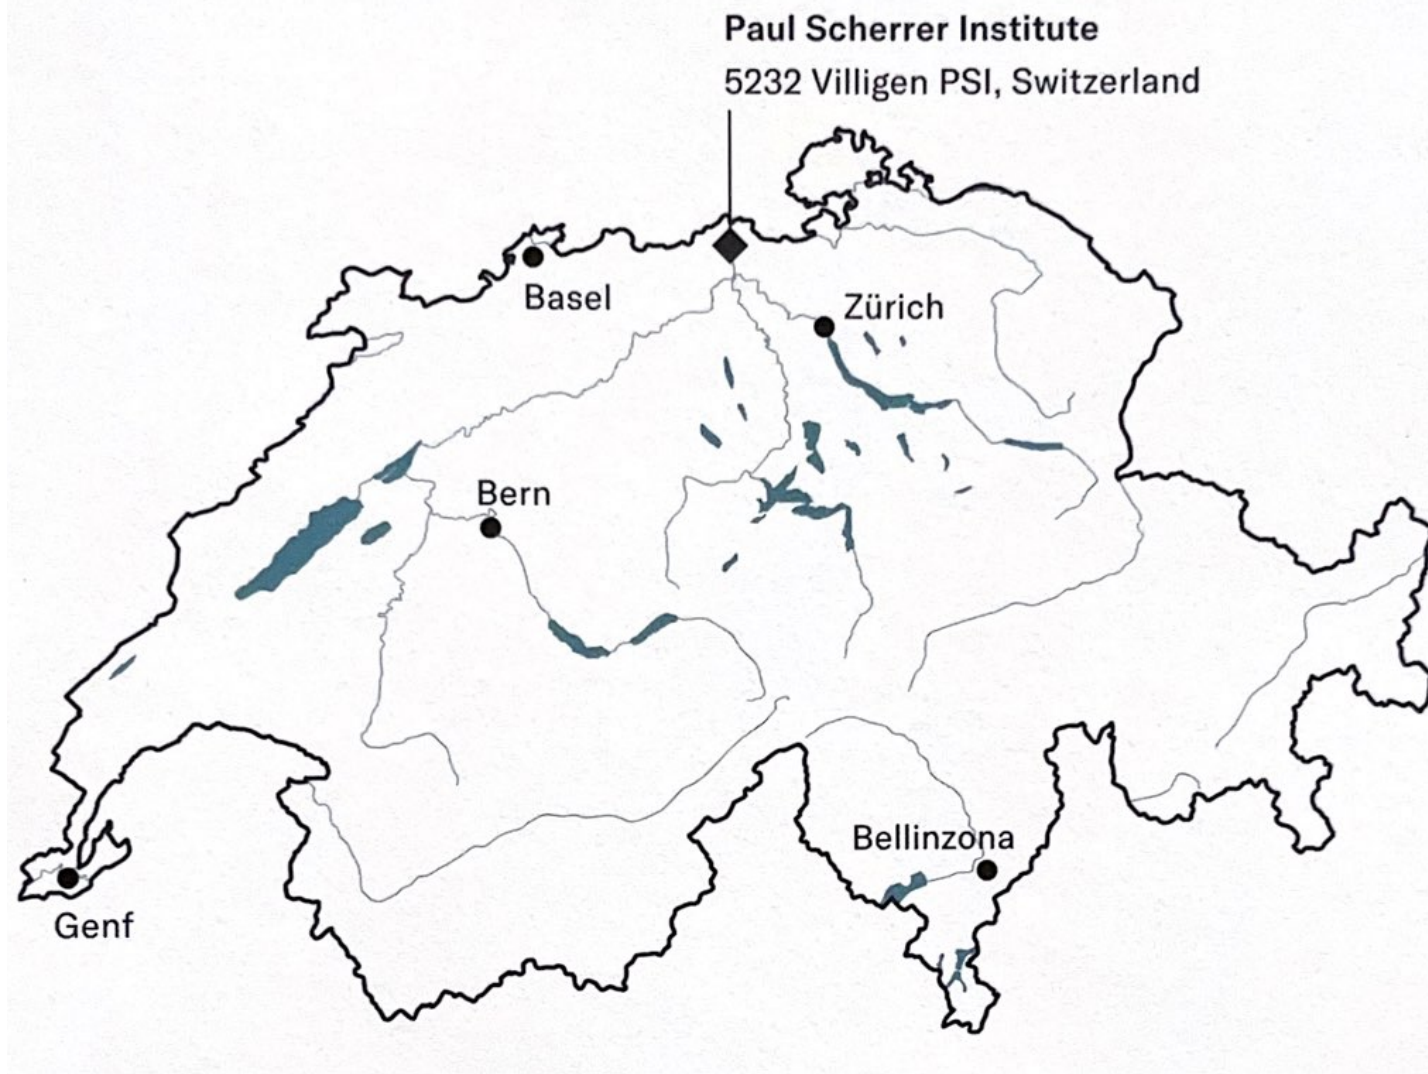 Paul Scherrer Institute
5232 Villigen PSI, Switzerland
Basel
Zürich
Bern
Bellinzona
Genf